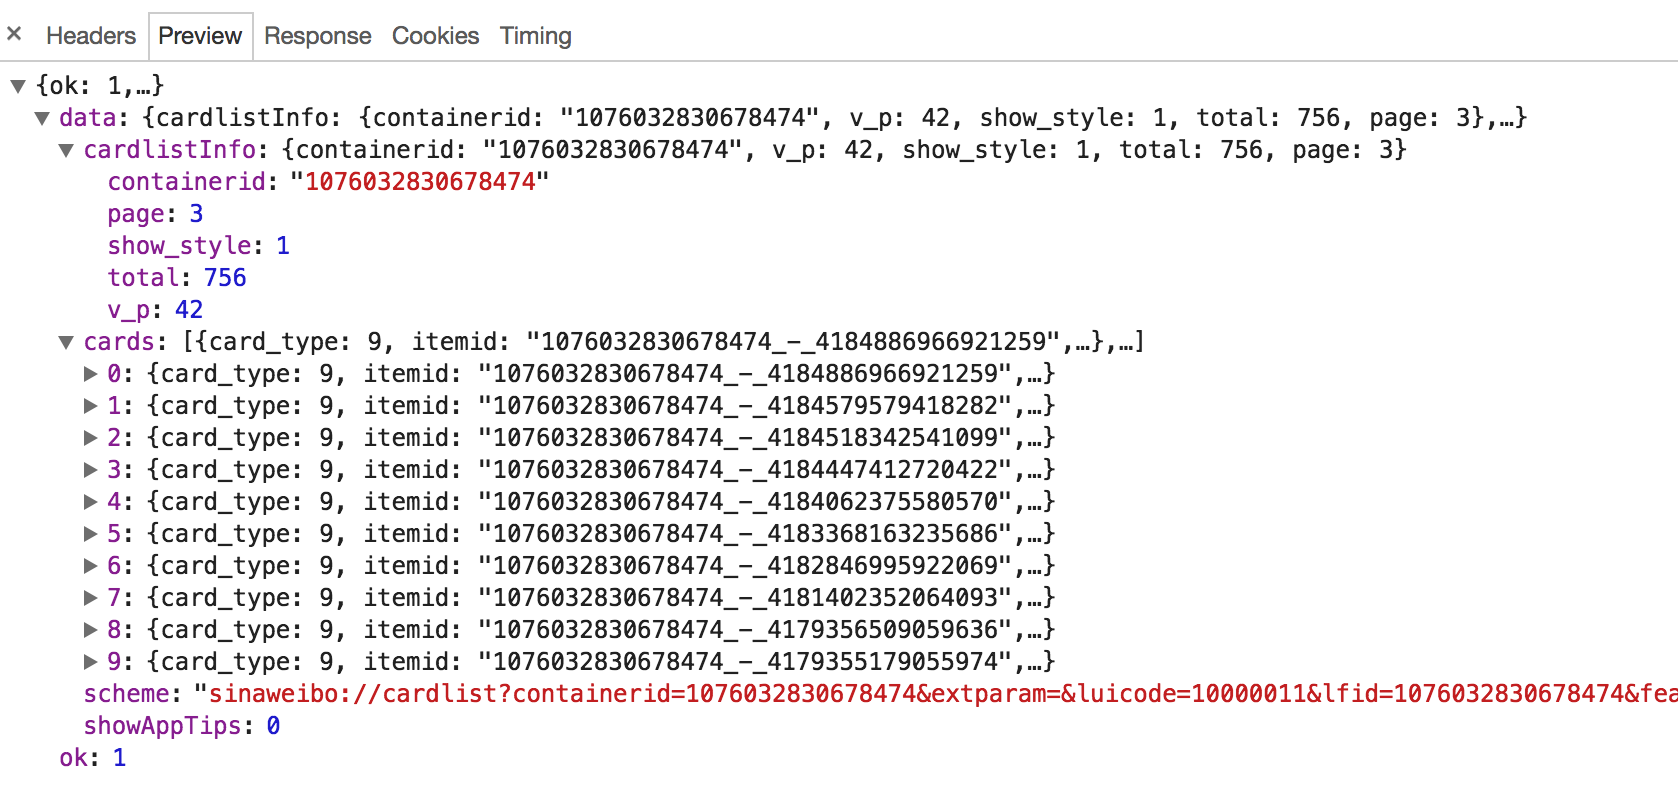 × Headers Preview Response Cookies Timing
▼ {ok: 1,…}
▼ data: {cardlistInfo: {containerid: "1076032830678474", v_p: 42, show_style: 1, total: 756, page: 3},…}
▼ cardlistInfo: {containerid: "1076032830678474", v_p: 42, show_style: 1, total: 756, page: 3}
containerid: "1076032830678474"
page: 3
show_style: 1
total: 756
v_p: 42
▼ cards: [{card_type: 9, itemid: "1076032830678474_-_4184886966921259",…},…]
▶ 0: {card_type: 9, itemid: "1076032830678474_-_4184886966921259",…}
▶ 1: {card_type: 9, itemid: "1076032830678474_-_4184579579418282",…}
▶ 2: {card_type: 9, itemid: "1076032830678474_-_4184518342541099",…}
▶ 3: {card_type: 9, itemid: "1076032830678474_-_4184447412720422",…}
▶ 4: {card_type: 9, itemid: "1076032830678474_-_4184062375580570",…}
▶ 5: {card_type: 9, itemid: "1076032830678474_-_4183368163235686",…}
▶ 6: {card_type: 9, itemid: "1076032830678474_-_4182846995922069",…}
▶ 7: {card_type: 9, itemid: "1076032830678474_-_4181402352064093",…}
▶ 8: {card_type: 9, itemid: "1076032830678474_-_4179356509059636",…}
▶ 9: {card_type: 9, itemid: "1076032830678474_-_4179355179055974",…}
scheme: "sinaweibo://cardlist?containerid=1076032830678474&extparam=&luicode=10000011&lfid=1076032830678474&fea
showAppTips: 0
ok: 1